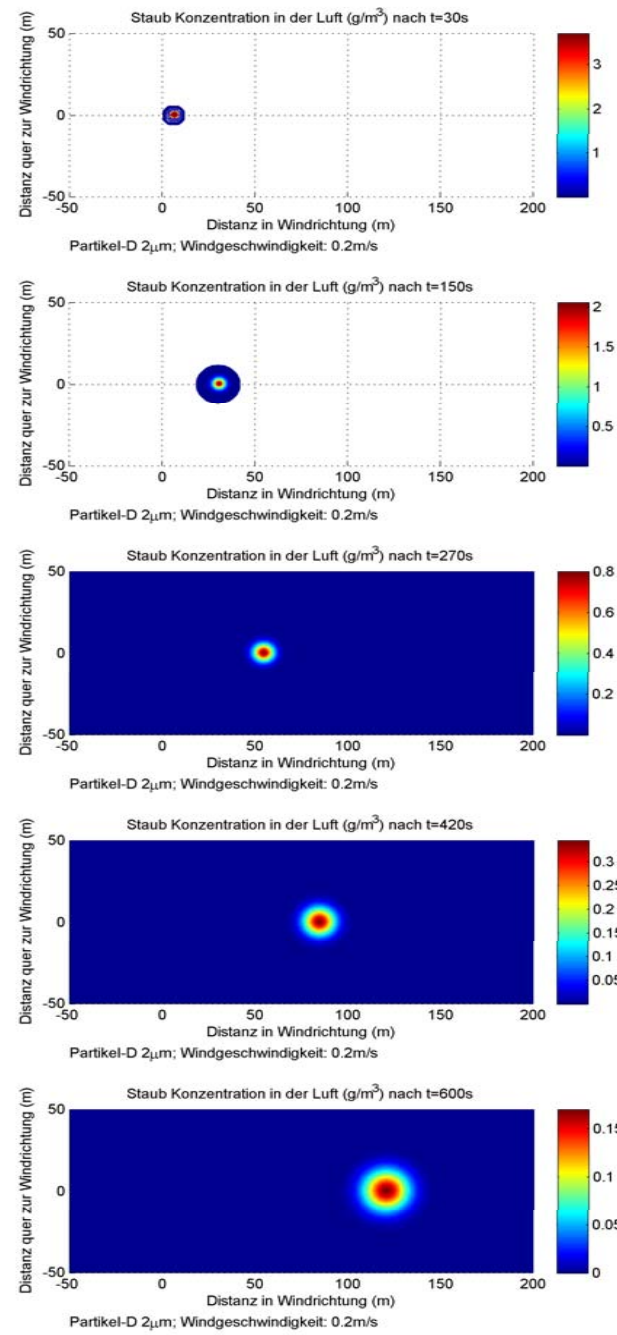 Staub Konzentration in der Luft (g/m³) nach t=30s
Distanz quer zur Windrichtung (m)
50
0
-50
-50 0 50 100 150 200
3
2
1
Distanz in Windrichtung (m)
Partikel-D 2μm; Windgeschwindigkeit: 0.2m/s
Staub Konzentration in der Luft (g/m³) nach t=150s
Distanz quer zur Windrichtung (m)
50
0
-50
-50 0 50 100 150 200
2
1.5
1
0.5
Distanz in Windrichtung (m)
Partikel-D 2μm; Windgeschwindigkeit: 0.2m/s
Staub Konzentration in der Luft (g/m³) nach t=270s
Distanz quer zur Windrichtung (m)
50
0
-50
-50 0 50 100 150 200
0.8
0.6
0.4
0.2
Distanz in Windrichtung (m)
Partikel-D 2μm; Windgeschwindigkeit: 0.2m/s
Staub Konzentration in der Luft (g/m³) nach t=420s
Distanz quer zur Windrichtung (m)
50
0
-50
-50 0 50 100 150 200
0.3
0.25
0.2
0.15
0.1
0.05
Distanz in Windrichtung (m)
Partikel-D 2μm; Windgeschwindigkeit: 0.2m/s
Staub Konzentration in der Luft (g/m³) nach t=600s
Distanz quer zur Windrichtung (m)
50
0
-50
-50 0 50 100 150 200
0.15
0.1
0.05
0
Distanz in Windrichtung (m)
Partikel-D 2μm; Windgeschwindigkeit: 0.2m/s